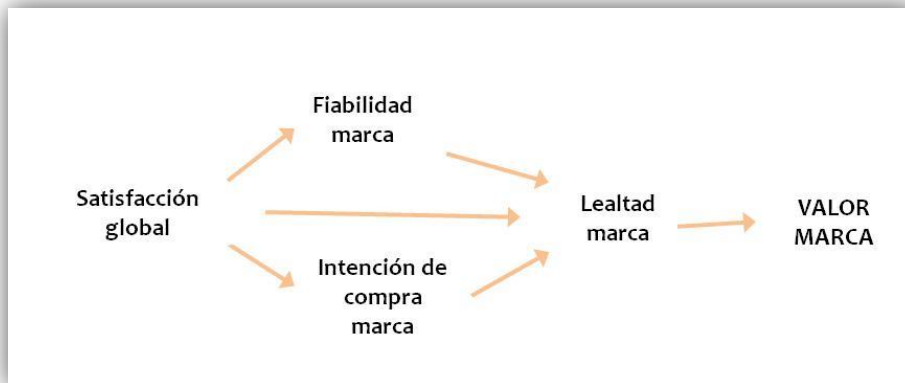 Fiabilidad
marca
Satisfacción
global
Lealtad
marca
VALOR
MARCA
Intención de
compra
marca